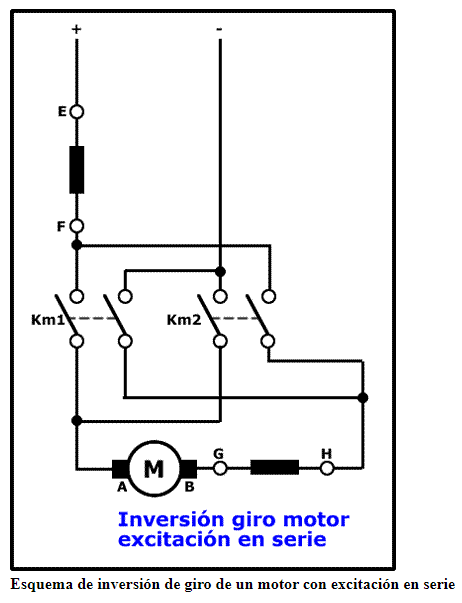 + -
E
F
Km1 Km2
G H
M
A B
Inversión giro motor
excitación en serie
Esquema de inversión de giro de un motor con excitación en serie